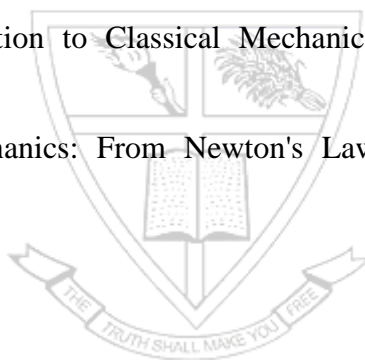 tion to Classical Mechanic
hanics: From Newton's Law
THE TRUTH SHALL MAKE YOU FREE